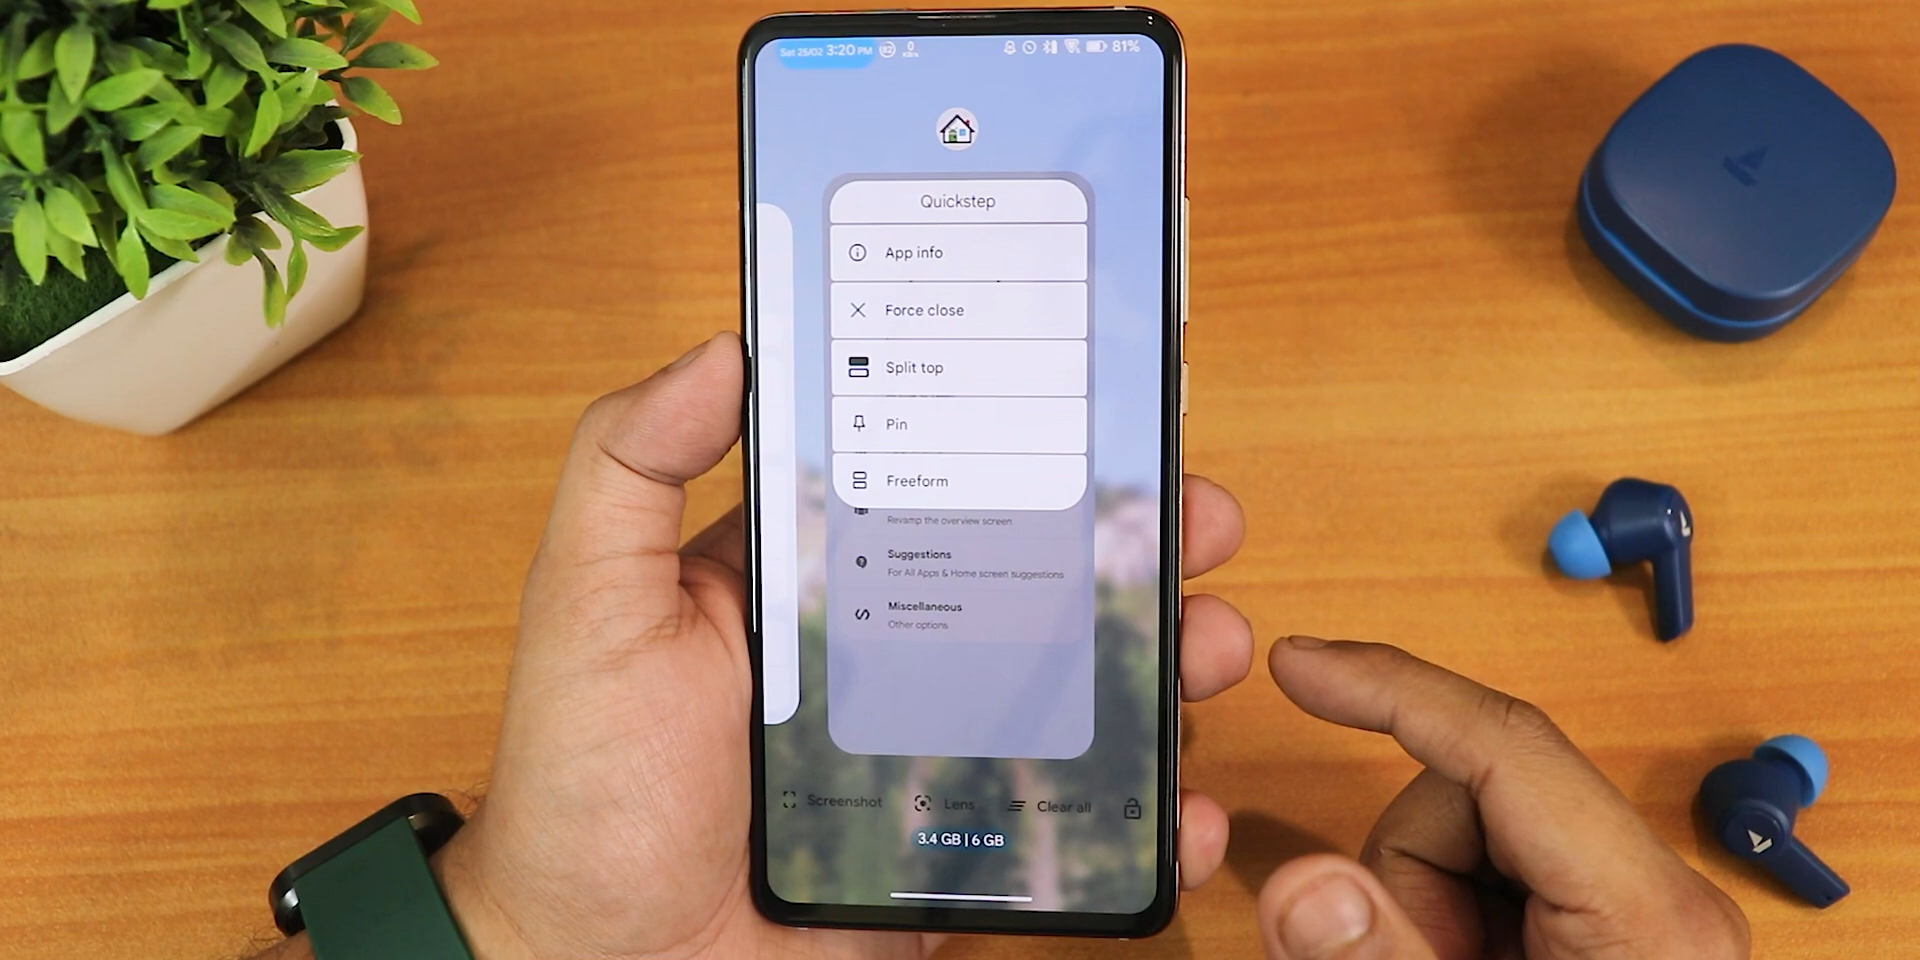 Sat 25/02 3:20 PM 82 0 KB/s 81%
Quickstep
App info
Force close
Split top
Pin
Freeform
Revamp the overview screen
Suggestions
For All Apps & Home screen suggestions
Miscellaneous
Other options
Screenshot Lens Clear all
3.4 GB | 6 GB